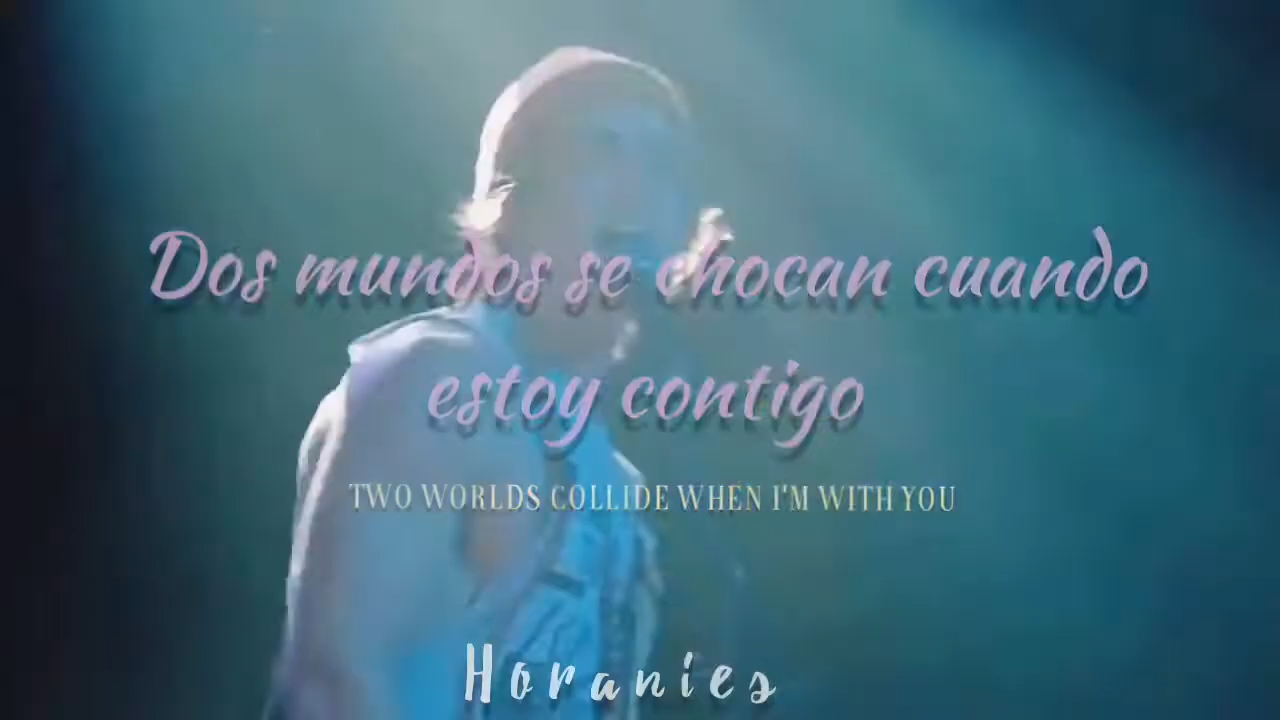 Dos mundos se chocan cuando
estoy contigo
TWO WORLDS COLLIDE WHEN I'M WITH YOU
Horanies